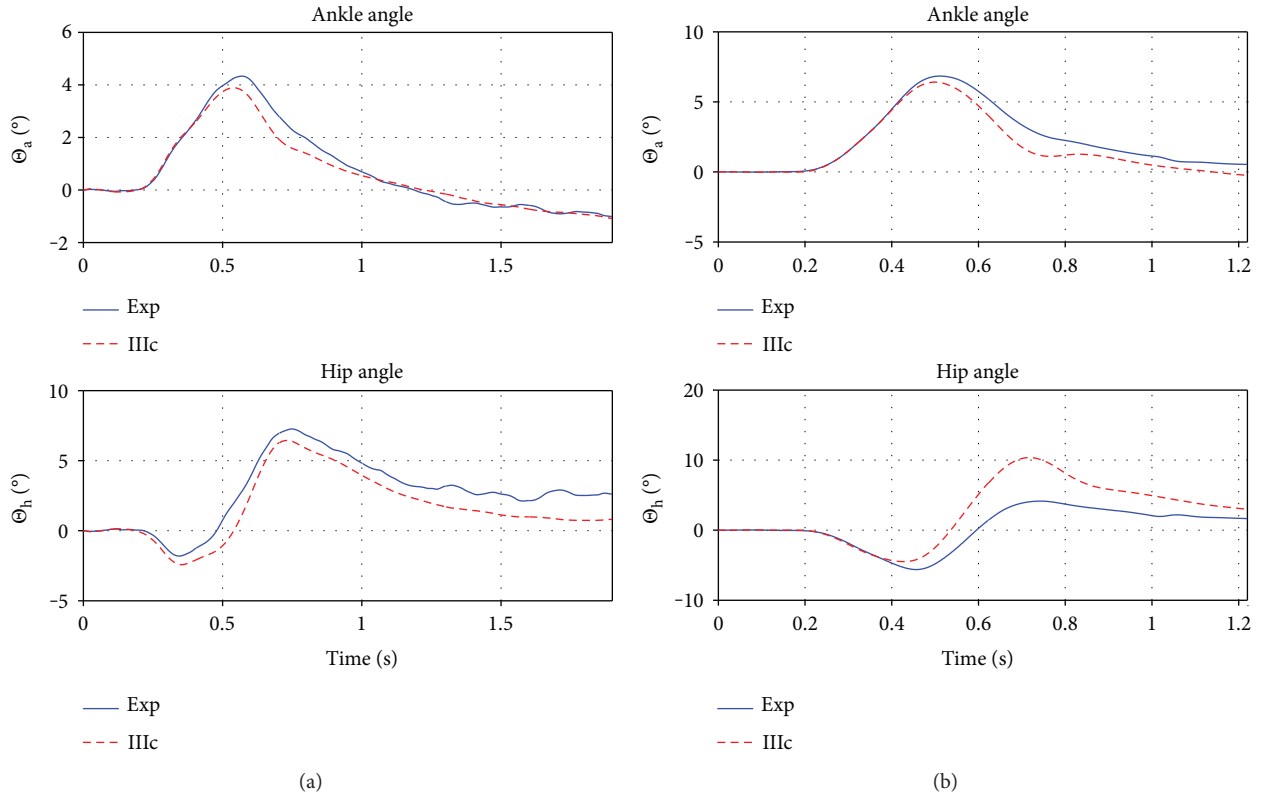 Ankle angle
6
4
2
0
−2
Θa (°)
0 0.5 1 1.5
Exp
IIIc
Hip angle
10
5
0
−5
Θh (°)
0 0.5 1 1.5
Time (s)
Exp
IIIc
(a)
Ankle angle
10
5
0
−5
Θa (°)
0 0.2 0.4 0.6 0.8 1 1.2
Exp
IIIc
Hip angle
20
10
0
−10
Θh (°)
0 0.2 0.4 0.6 0.8 1 1.2
Time (s)
Exp
IIIc
(b)